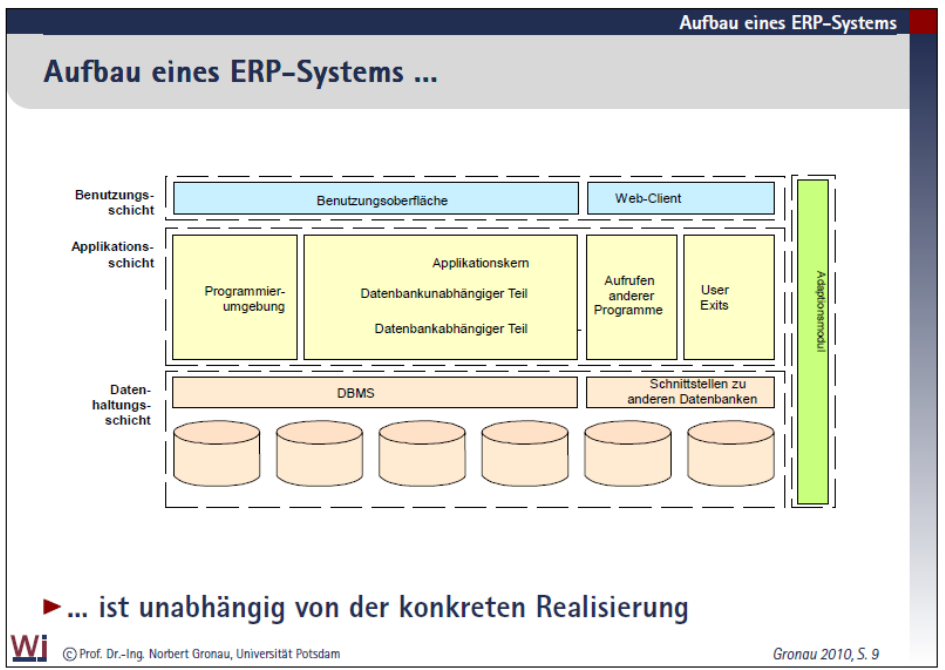 Aufbau eines ERP-Systems
Aufbau eines ERP-Systems ...
Benutzungs-
schicht
Benutzungsoberfläche
Web-Client
Applikations-
schicht
Programmier-
umgebung
Applikationskern
Datenbankunabhängiger Teil
Datenbankabhängiger Teil
Aufrufen
anderer
Programme
User
Exits
Adaptionsmodul
Daten-
haltungs-
schicht
DBMS
Schnittstellen zu
anderen Datenbanken
... ist unabhängig von der konkreten Realisierung
Wi
© Prof. Dr.-Ing. Norbert Gronau, Universität Potsdam
Gronau 2010, S. 9